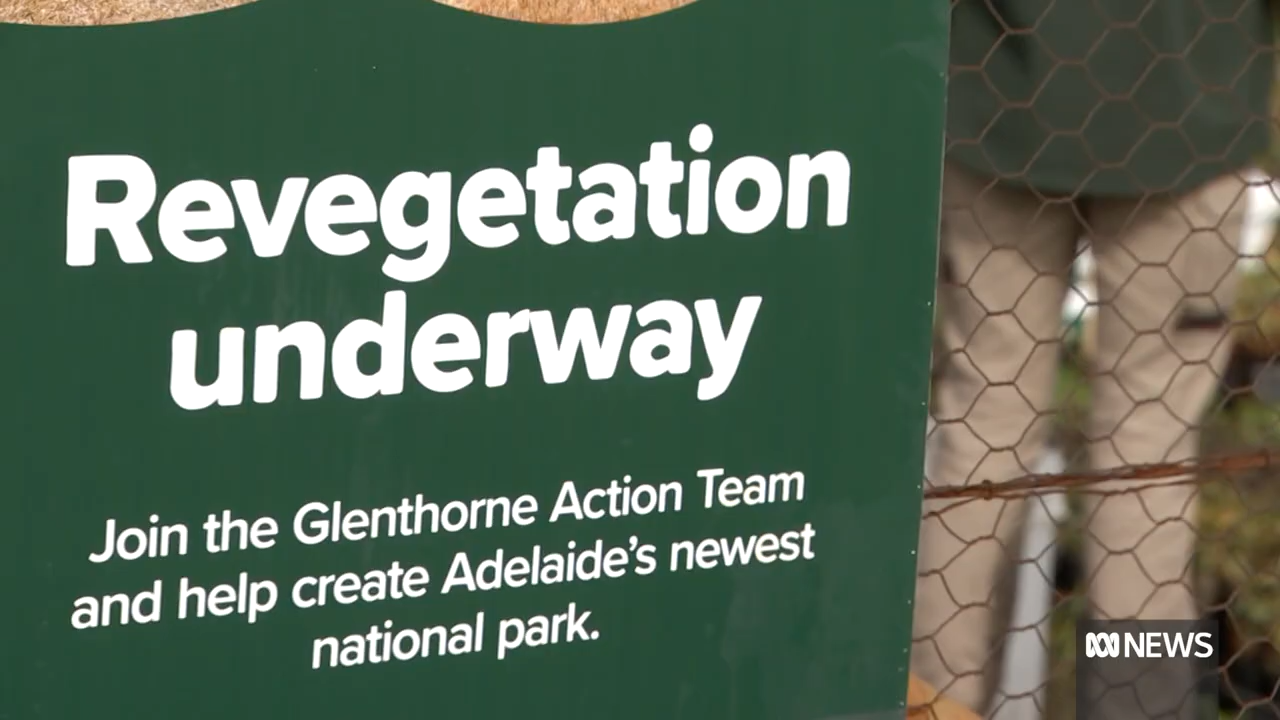 Revegetation
underway
Join the Glenthorne Action Team
and help create Adelaide's newest
national park.
NEWS